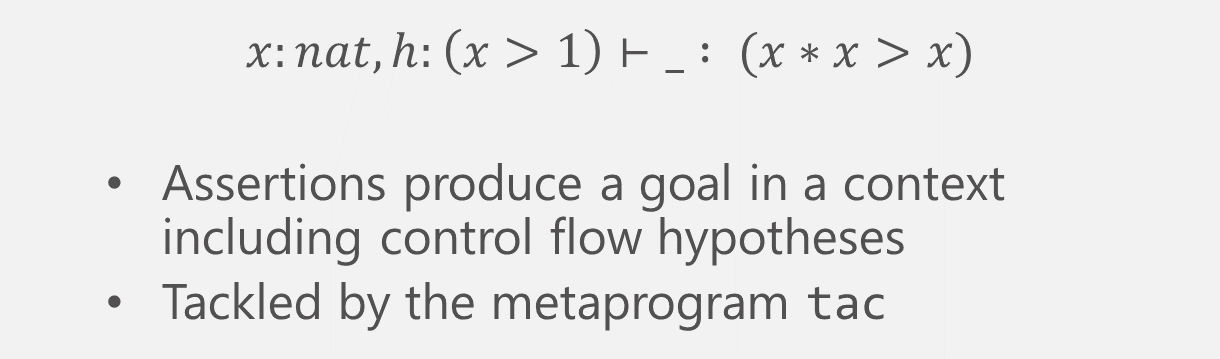 x: nat, h: (x > 1) ⊢ _ : (x ∗ x > x)
• Assertions produce a goal in a context
including control flow hypotheses
• Tackled by the metaprogram tac